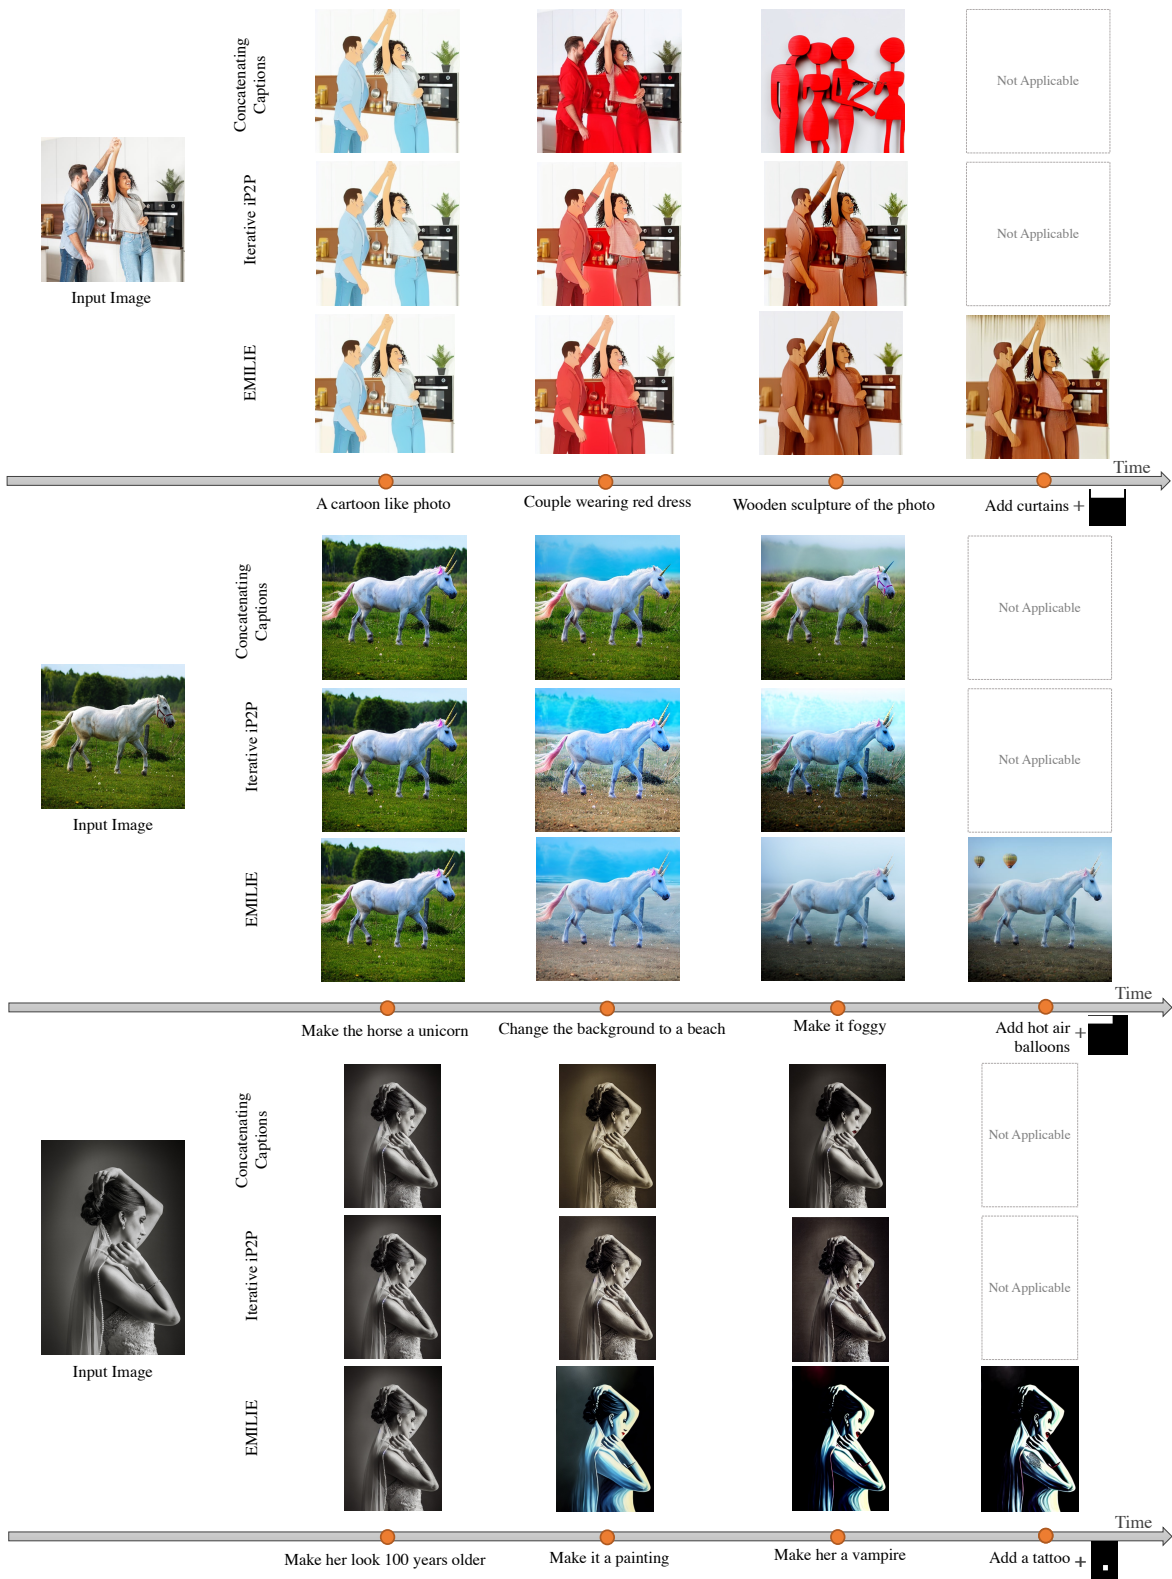 Concatenating
Captions
Not Applicable
Iterative iP2P
Not Applicable
Input Image
EMILIE
Time
A cartoon like photo
Couple wearing red dress
Wooden sculpture of the photo
Add curtains +
Concatenating
Captions
Not Applicable
Iterative iP2P
Not Applicable
Input Image
EMILIE
Time
Make the horse a unicorn
Change the background to a beach
Make it foggy
Add hot air
balloons +
Concatenating
Captions
Not Applicable
Iterative iP2P
Not Applicable
Input Image
EMILIE
Time
Make her look 100 years older
Make it a painting
Make her a vampire
Add a tattoo +